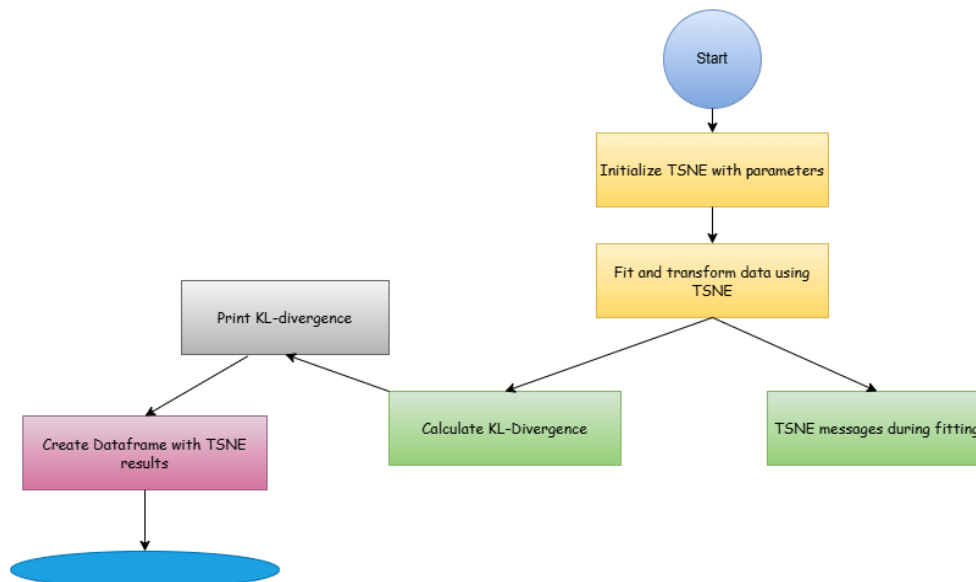 Start
Initialize TSNE with parameters
Fit and transform data using
TSNE
Print KL-divergence
Calculate KL-Divergence
TSNE messages during fitting
Create Dataframe with TSNE
results